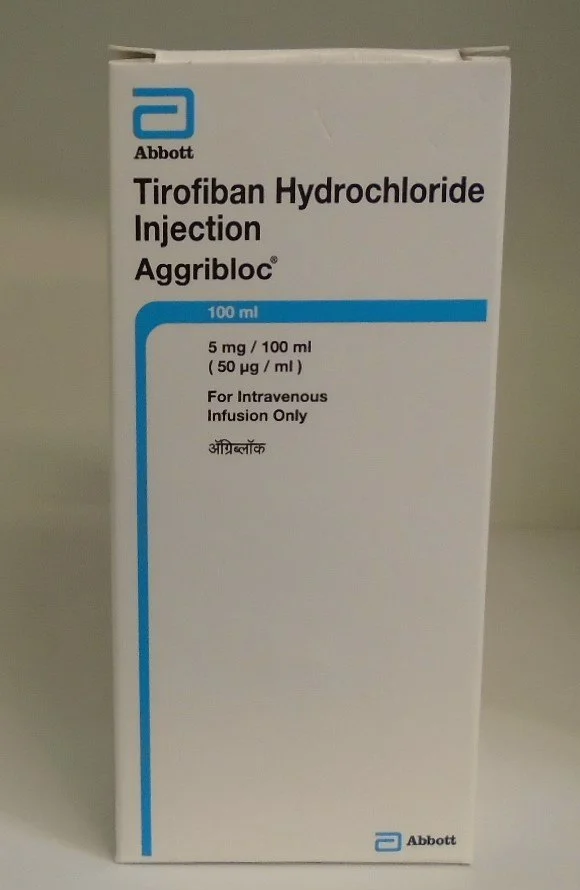 Abbott
Tirofiban Hydrochloride
Injection
Aggribloc®
100 ml
5 mg / 100 ml
( 50 µg / ml )
For Intravenous
Infusion Only
ॲग्रिब्लॉक
Abbott